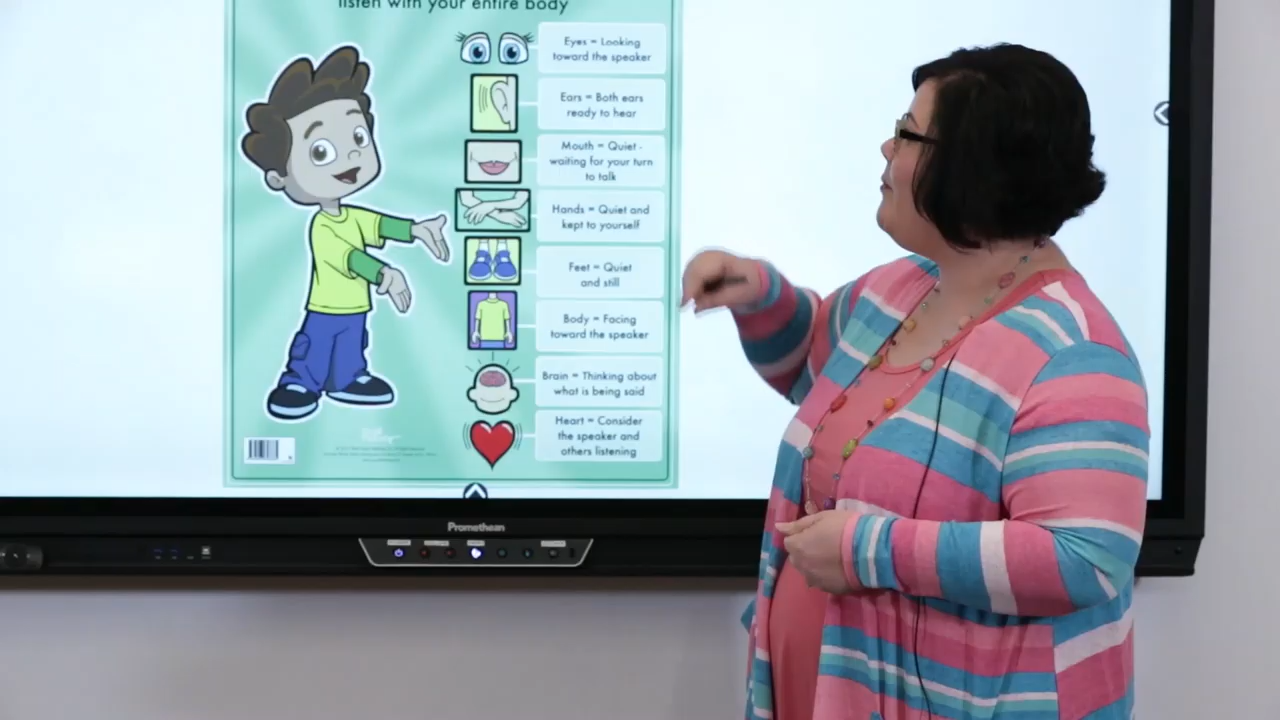 listen with your entire body
Eyes = Looking
toward the speaker
Ears = Both ears
ready to hear
Mouth = Quiet -
waiting for your turn
to talk
Hands = Quiet and
kept to yourself
Feet = Quiet
and still
Body = Facing
toward the speaker
Brain = Thinking about
what is being said
Heart = Consider
the speaker and
others listening
Promethean